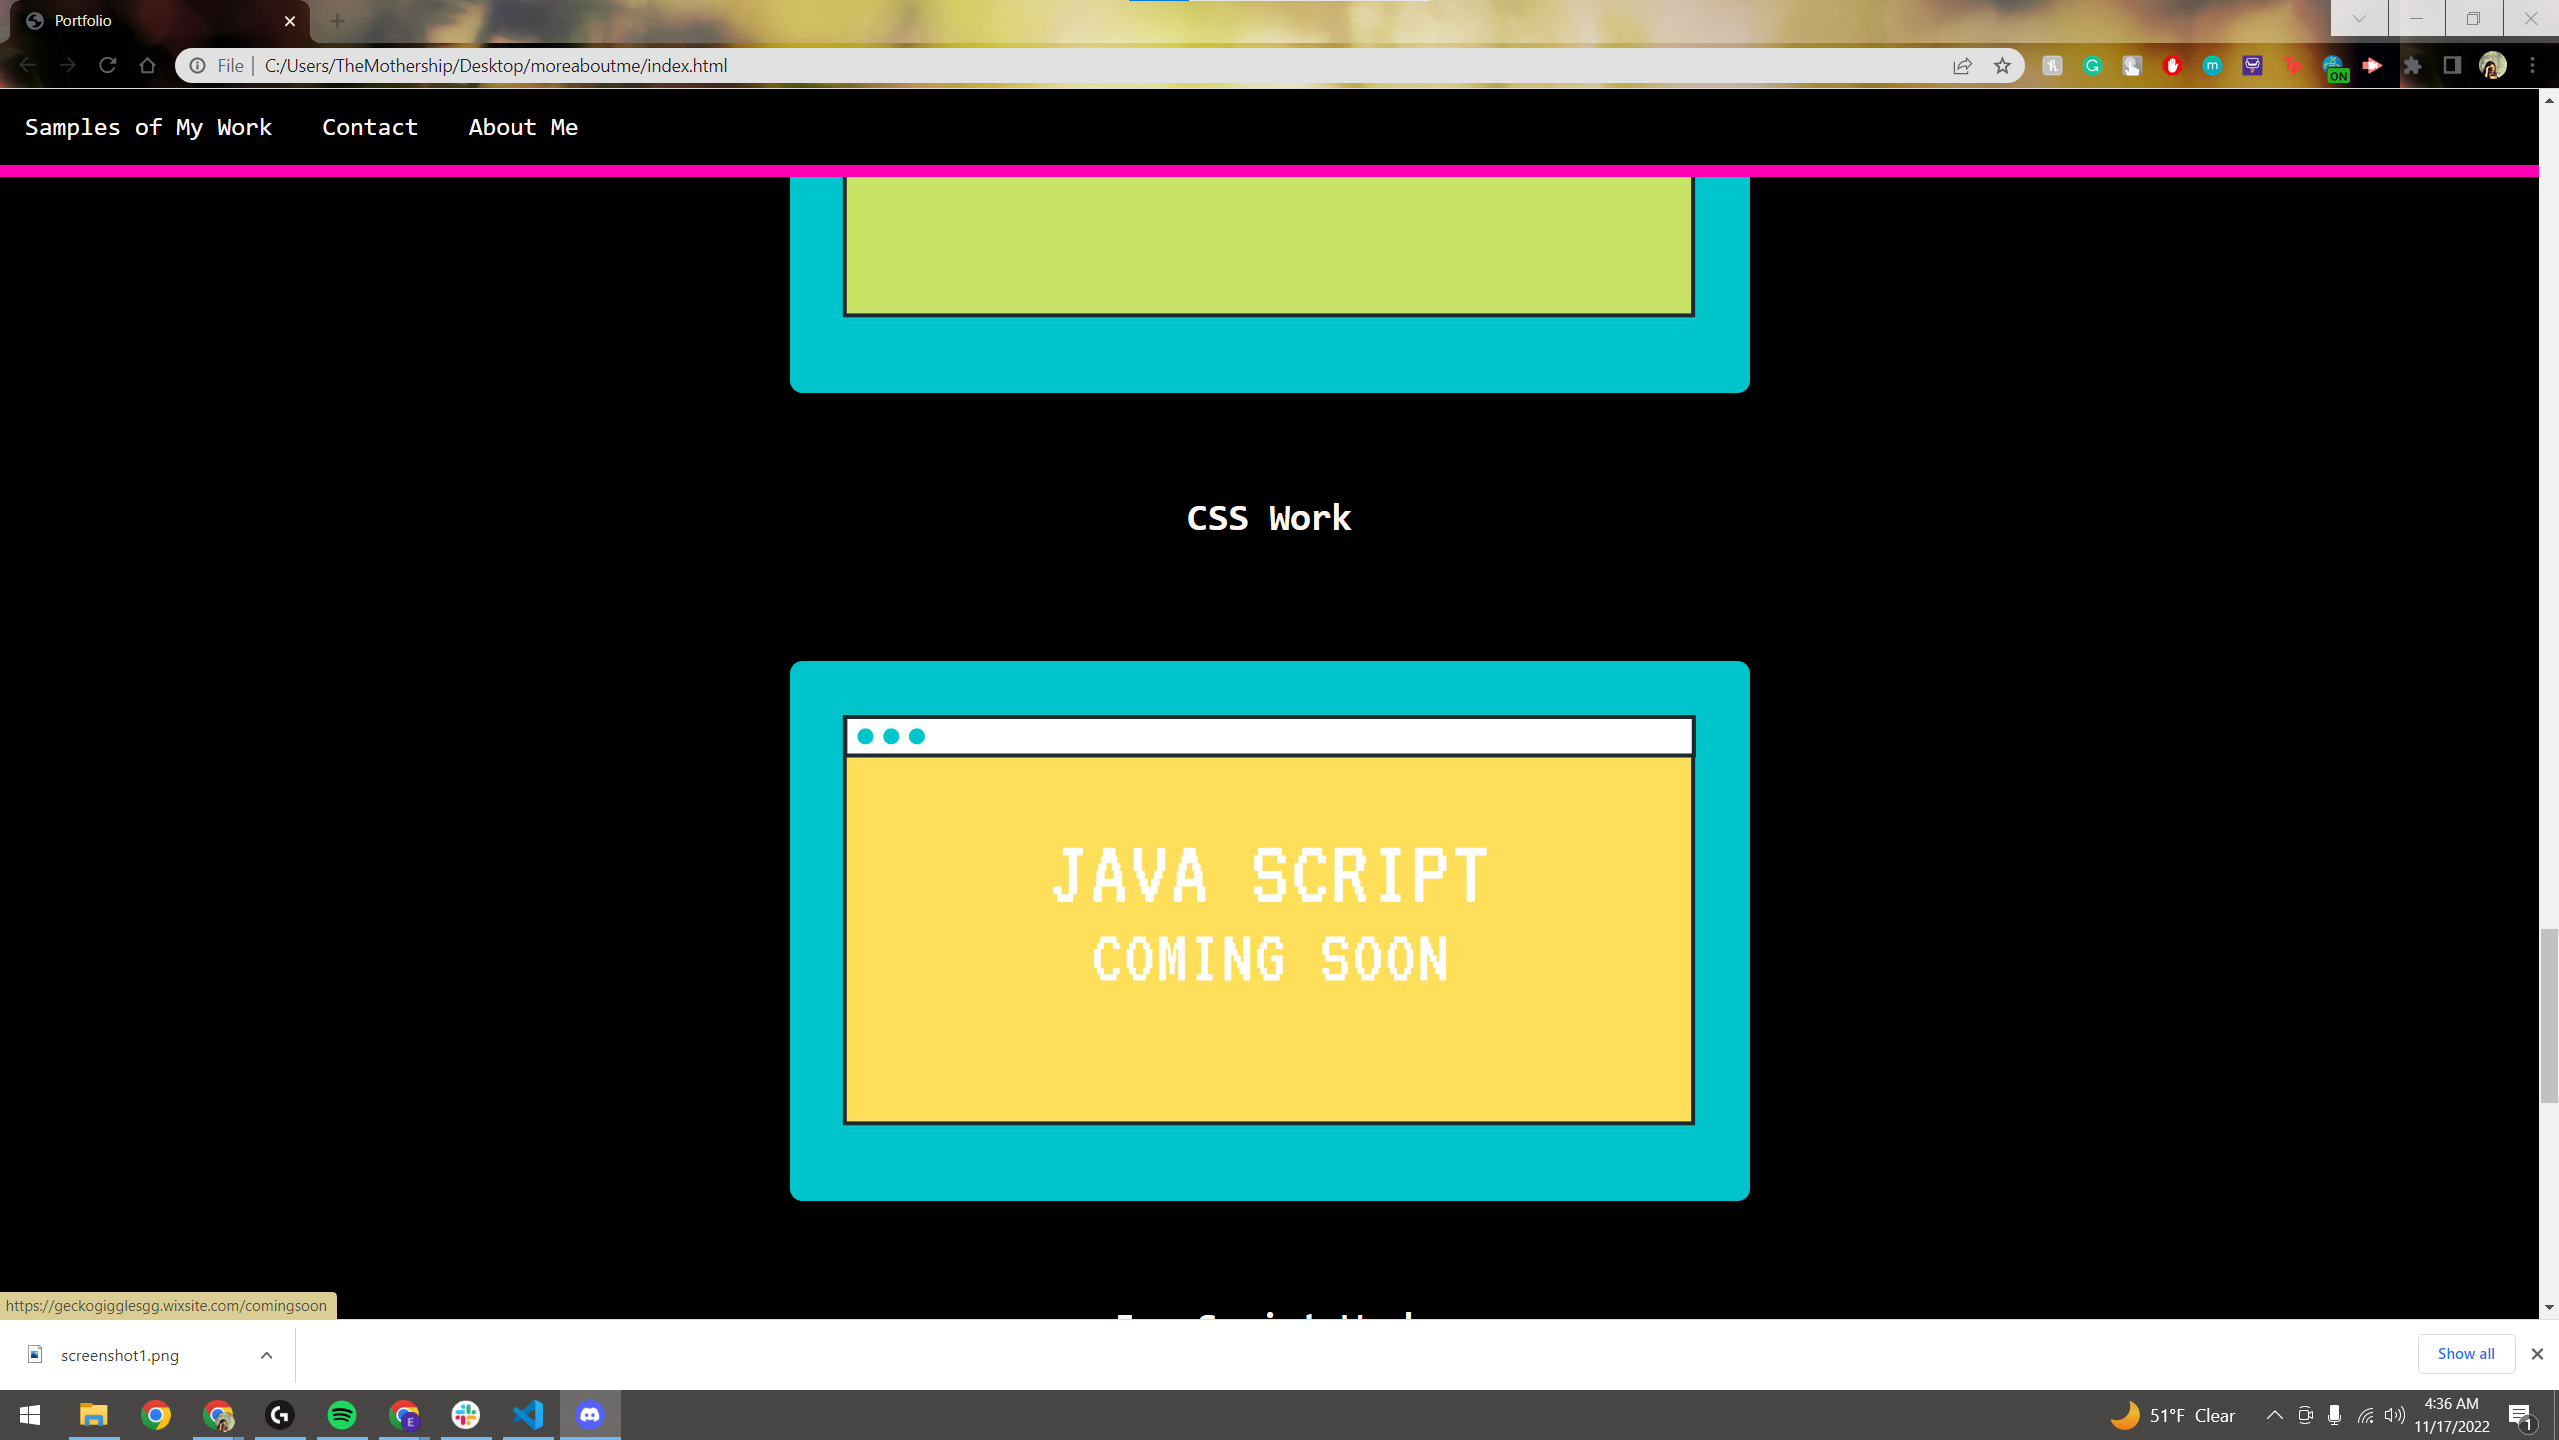 Portfolio
File
C:/Users/TheMothership/Desktop/moreaboutme/index.html
ON
Samples of My Work Contact About Me
CSS Work
JAVA SCRIPT
COMING SOON
https://geckogigglesgg.wixsite.com/comingsoon
screenshot1.png
Show all
51°F Clear
4:36 AM
11/17/2022
1